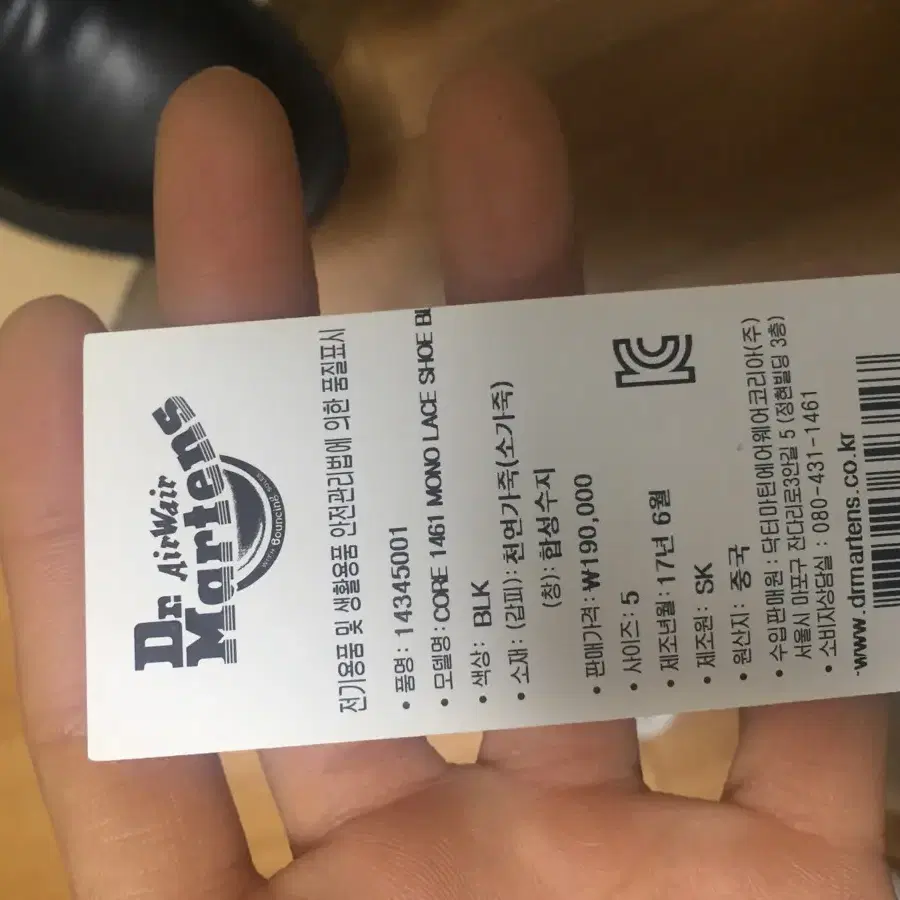 Dr. AirWair
Martens
WITH Bouncing SOLES
전기용품 및 생활용품 안전관리법에 의한 품질표시
• 품명: 14345001
• 모델명: CORE 1461 MONO LACE SHOE
• 색상: BLK
• 소재: (갑피): 천연가죽(소가죽)
(창): 합성수지
• 판매가격: ₩190,000
• 사이즈: 5
• 제조년월: 17년 6월
• 제조원: SK
• 원산지: 중국
• 수입판매원: 닥터마틴에어웨어코리아(주)
서울시 마포구 잔다리로3안길 5 (정현빌딩 3층)
• 소비자상담실: 080-431-1461
-www.drmartens.co.kr